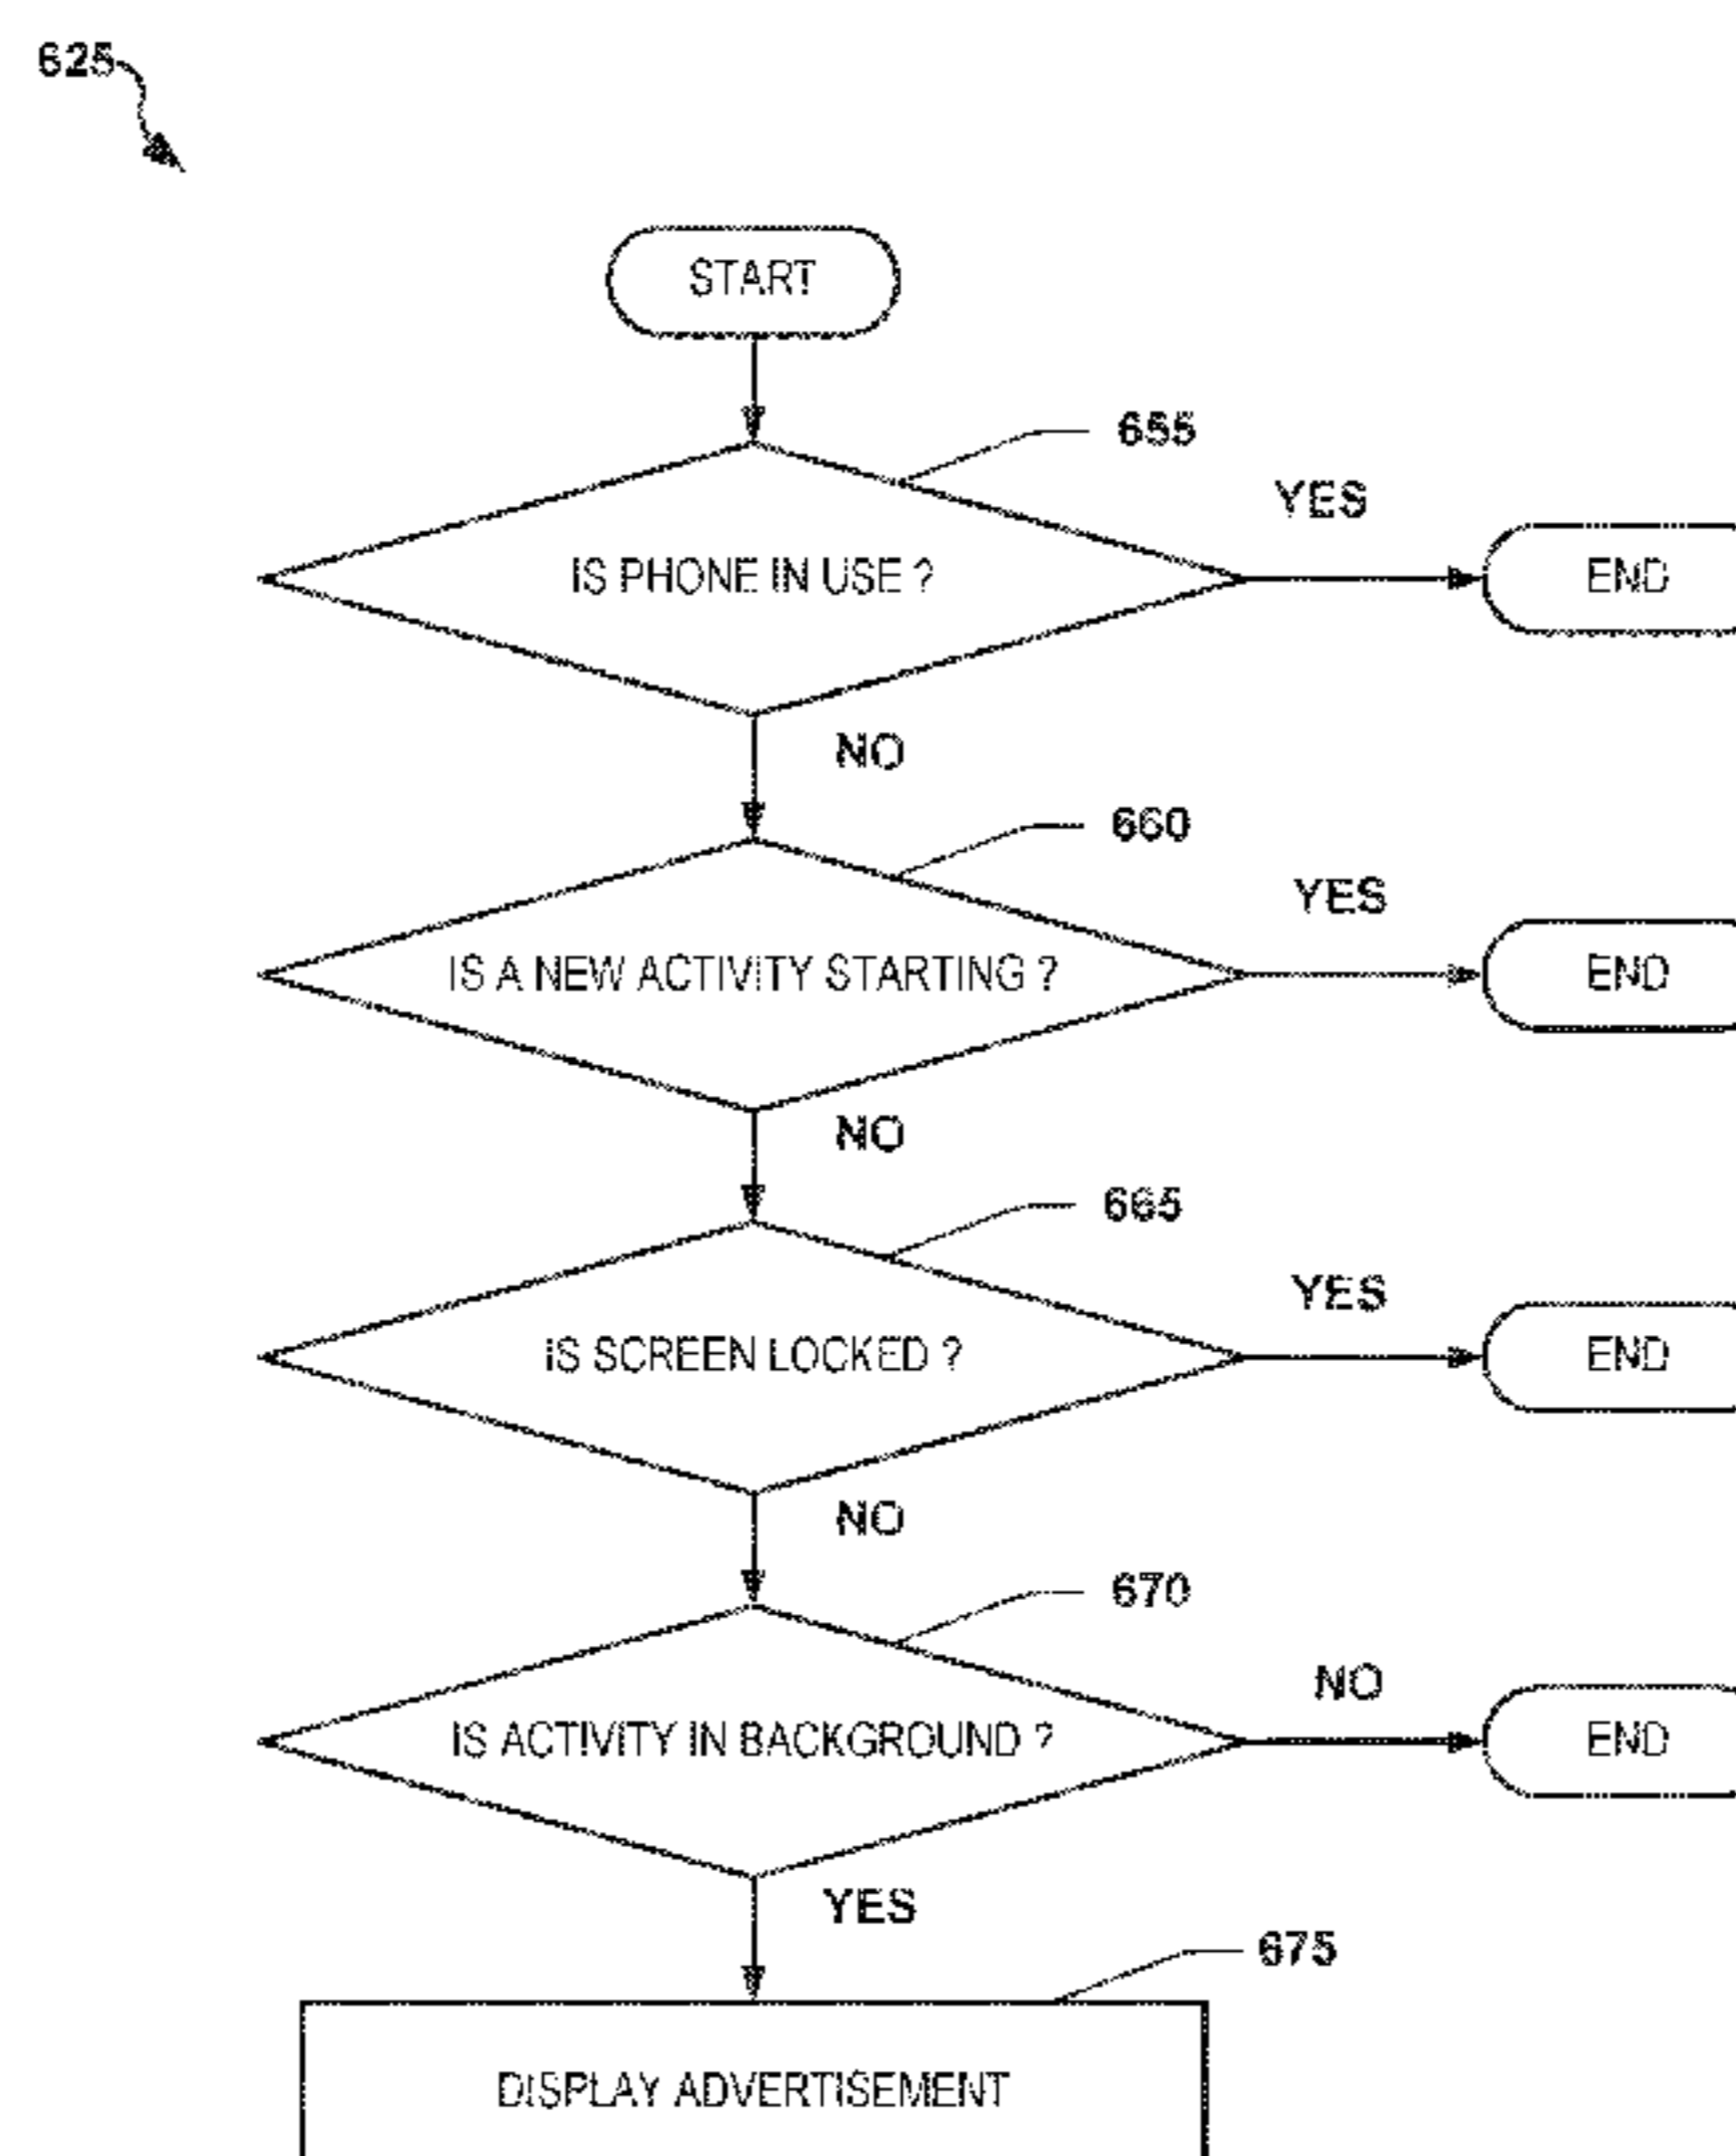 625
START
655
YES
IS PHONE IN USE ?
END
NO
660
YES
IS A NEW ACTIVITY STARTING ?
END
NO
665
YES
IS SCREEN LOCKED ?
END
NO
670
NO
IS ACTIVITY IN BACKGROUND ?
END
YES
675
DISPLAY ADVERTISEMENT